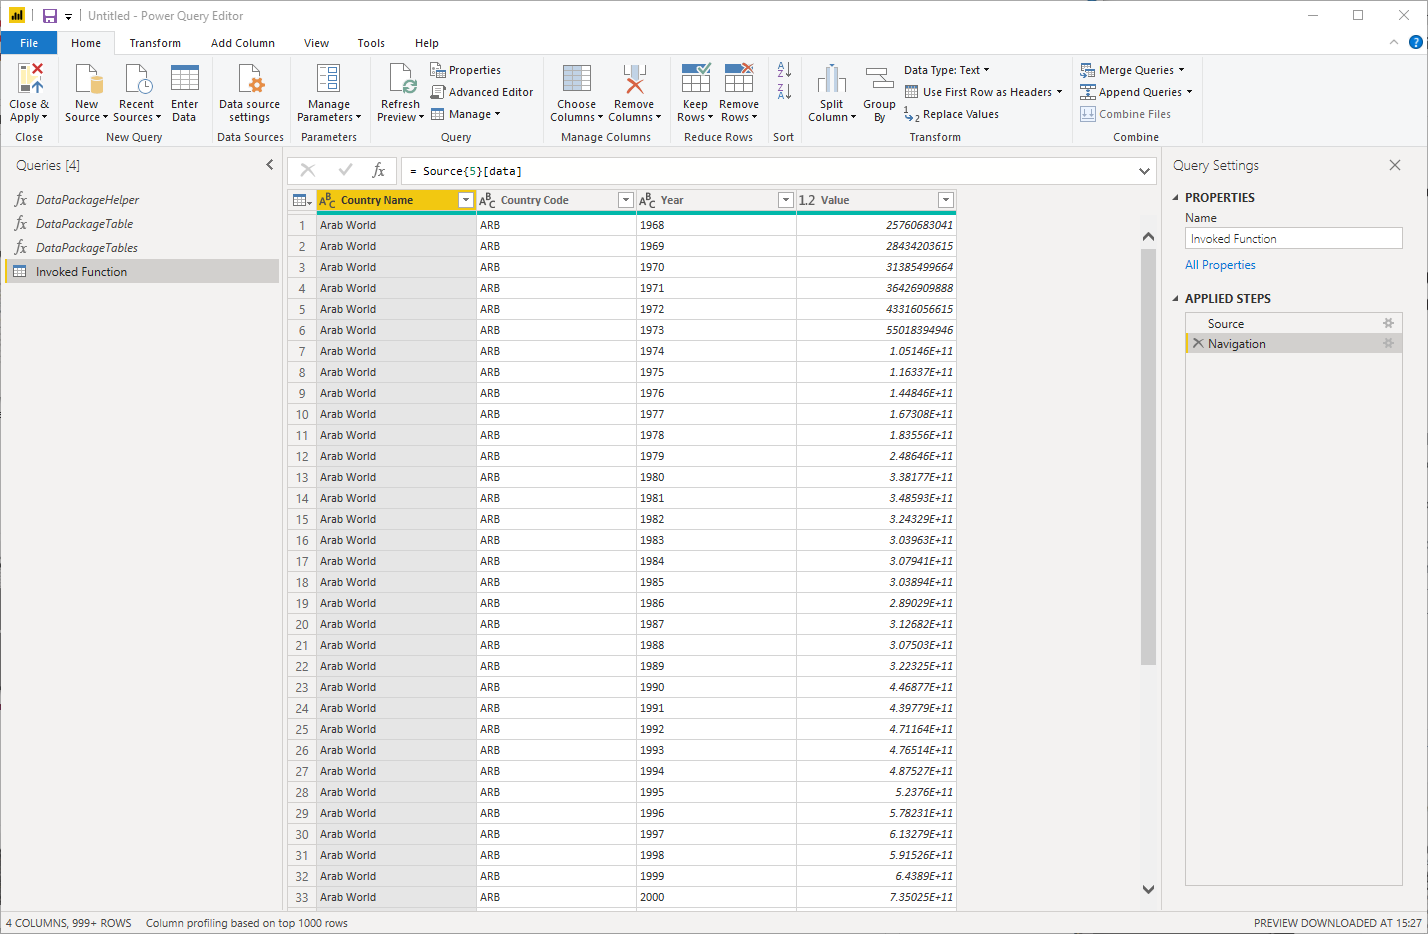 Untitled - Power Query Editor
File Home Transform Add Column View Tools Help
Close & Apply
Close
New Source
Recent Sources
Enter Data
New Query
Data source settings
Data Sources
Manage Parameters
Parameters
Refresh Preview
Properties
Advanced Editor
Manage
Query
Choose Columns
Remove Columns
Manage Columns
Keep Rows
Remove Rows
Reduce Rows
Sort
Split Column
Group By
Data Type: Text
Use First Row as Headers
Replace Values
Transform
Merge Queries
Append Queries
Combine Files
Combine
Queries [4]
DataPackageHelper
DataPackageTable
DataPackageTables
Invoked Function
= Source{5}[data]
Country Name Country Code Year 1.2 Value
1 Arab World ARB 1968 25760683041
2 Arab World ARB 1969 28434203615
3 Arab World ARB 1970 31385499664
4 Arab World ARB 1971 36426909888
5 Arab World ARB 1972 43316056615
6 Arab World ARB 1973 55018394946
7 Arab World ARB 1974 1.05146E+11
8 Arab World ARB 1975 1.16337E+11
9 Arab World ARB 1976 1.44846E+11
10 Arab World ARB 1977 1.67308E+11
11 Arab World ARB 1978 1.83556E+11
12 Arab World ARB 1979 2.48646E+11
13 Arab World ARB 1980 3.38177E+11
14 Arab World ARB 1981 3.48593E+11
15 Arab World ARB 1982 3.24329E+11
16 Arab World ARB 1983 3.03963E+11
17 Arab World ARB 1984 3.07941E+11
18 Arab World ARB 1985 3.03894E+11
19 Arab World ARB 1986 2.89029E+11
20 Arab World ARB 1987 3.12682E+11
21 Arab World ARB 1988 3.07503E+11
22 Arab World ARB 1989 3.22325E+11
23 Arab World ARB 1990 4.46877E+11
24 Arab World ARB 1991 4.39779E+11
25 Arab World ARB 1992 4.71164E+11
26 Arab World ARB 1993 4.76514E+11
27 Arab World ARB 1994 4.87527E+11
28 Arab World ARB 1995 5.2376E+11
29 Arab World ARB 1996 5.78231E+11
30 Arab World ARB 1997 6.13279E+11
31 Arab World ARB 1998 5.91526E+11
32 Arab World ARB 1999 6.4389E+11
33 Arab World ARB 2000 7.35025E+11
Query Settings
PROPERTIES
Name
Invoked Function
All Properties
APPLIED STEPS
Source
Navigation
4 COLUMNS, 999+ ROWS Column profiling based on top 1000 rows
PREVIEW DOWNLOADED AT 15:27